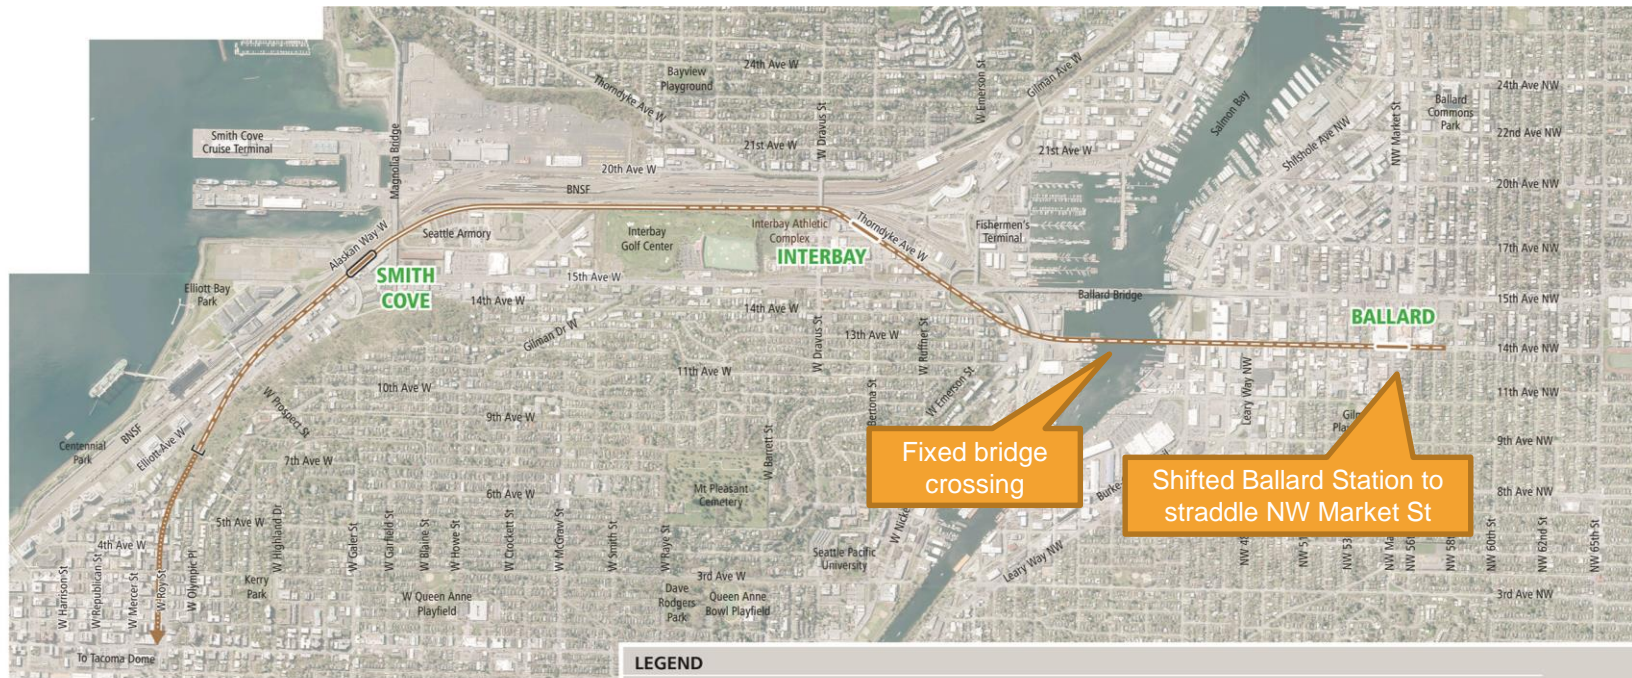 24th Ave W
Bayview
Playground
Thorndyke Ave W
W Dravus St
W Emerson St
Gilman Ave W
Salmon Bay
NW Market St
Ballard
Commons
Park
24th Ave NW
22nd Ave NW
Shilshole Ave NW
Smith Cove
Cruise Terminal
Magnolia Bridge
21st Ave W
21st Ave W
20th Ave W
BNSF
20th Ave NW
Alaskan Way W
Seattle Armory
Interbay
Golf Center
Interbay Athletic
Complex
INTERBAY
Thorndyke Ave W
Fishermen's
Terminal
17th Ave NW
SMITH
COVE
15th Ave W
Elliott Bay
Park
14th Ave W
14th Ave W
Ballard Bridge
15th Ave NW
BALLARD
Gilman Dr W
W Dravus St
13th Ave W
W Ruffner St
14th Ave NW
11th Ave W
10th Ave W
W Emerson St
Leary Way NW
11th Ave NW
W Prospect St
9th Ave W
Bertona St
9th Ave NW
Centennial
Park
BNSF
Elliott Ave W
7th Ave W
W Barrett St
Fixed bridge
crossing
Shifted Ballard Station to
straddle NW Market St
6th Ave W
Mt Pleasant
Cemetery
8th Ave NW
5th Ave W
4th Ave W
W Highland Dr
W Galer St
W Garfield St
W Blaine St
W Howe St
W Crockett St
W McGraw St
W Smith St
W Raye St
Seattle Pacific
University
Leary Way NW
NW 56th
NW 58th
NW 60th St
NW 62nd St
NW 65th St
W Harrison St
W Republican St
W Mercer St
W Roy St
W Olympic Pl
Kerry
Park
W Queen Anne
Playfield
3rd Ave W
Dave
Rodgers
Park
Queen Anne
Bowl Playfield
3rd Ave NW
To Tacoma Dome
LEGEND